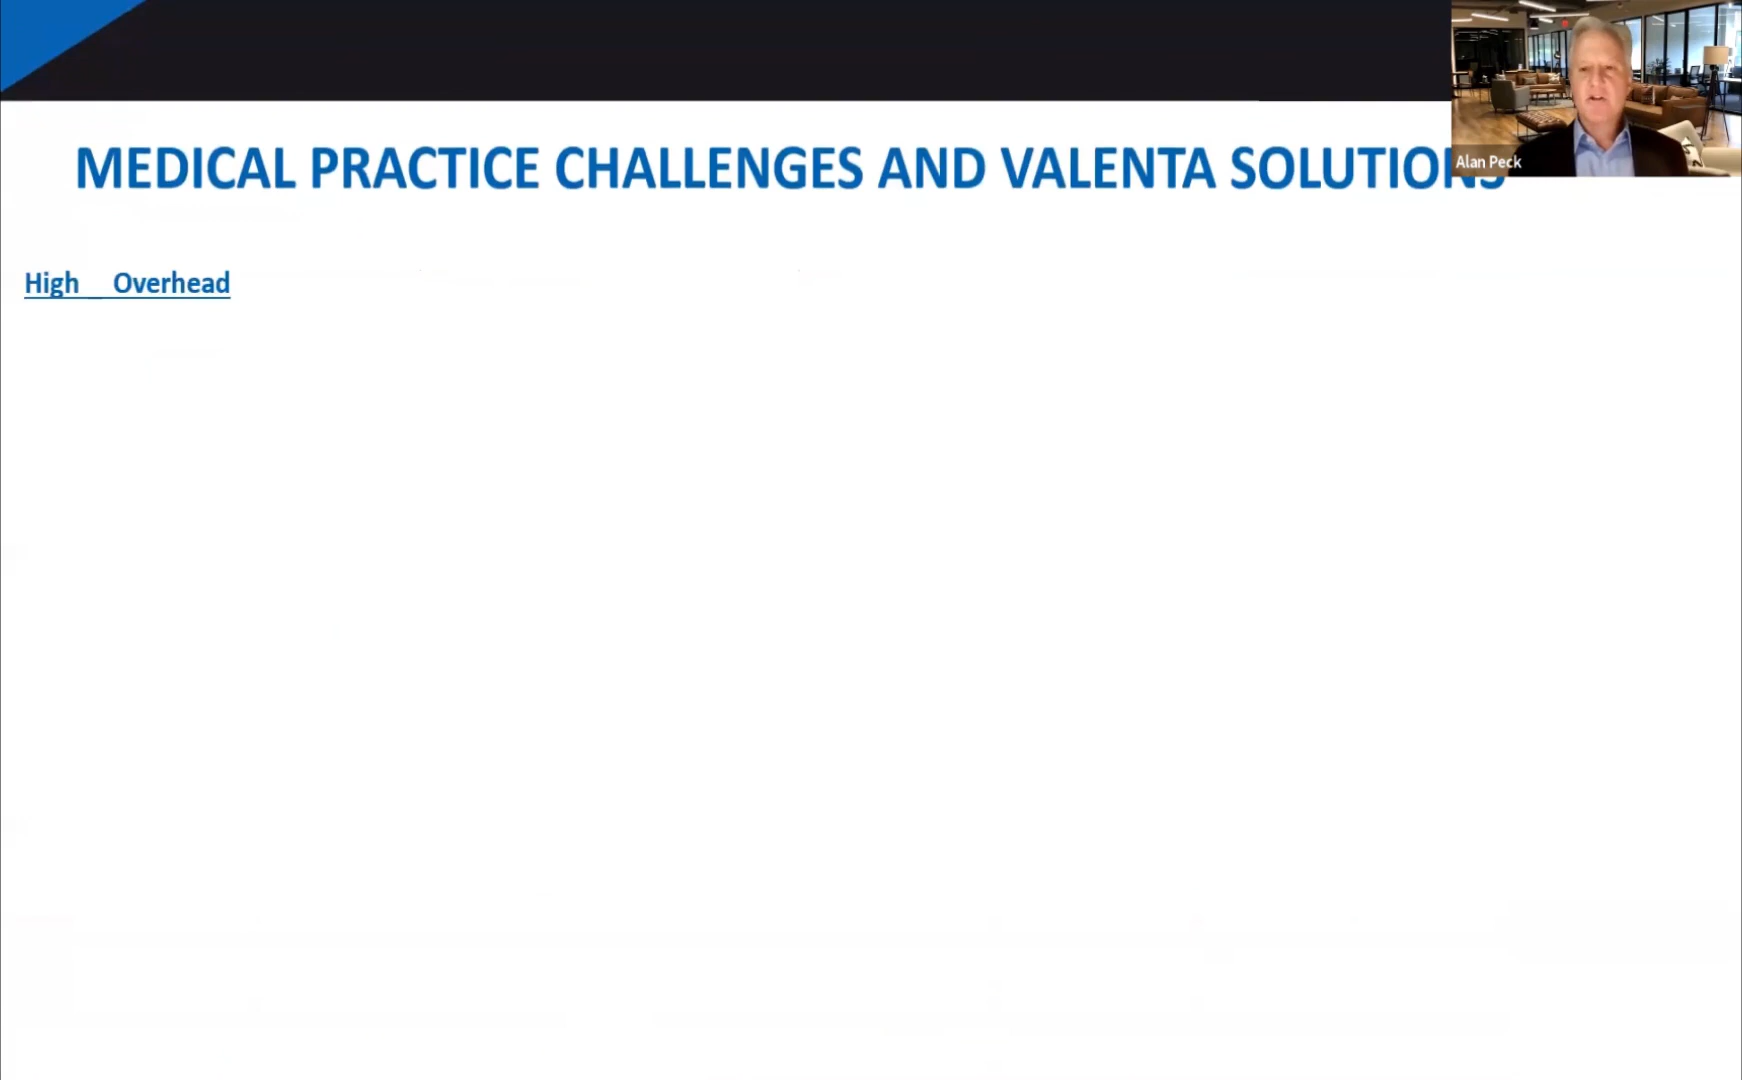 MEDICAL PRACTICE CHALLENGES AND VALENTA SOLUTIONS
Alan Peck
High _ Overhead